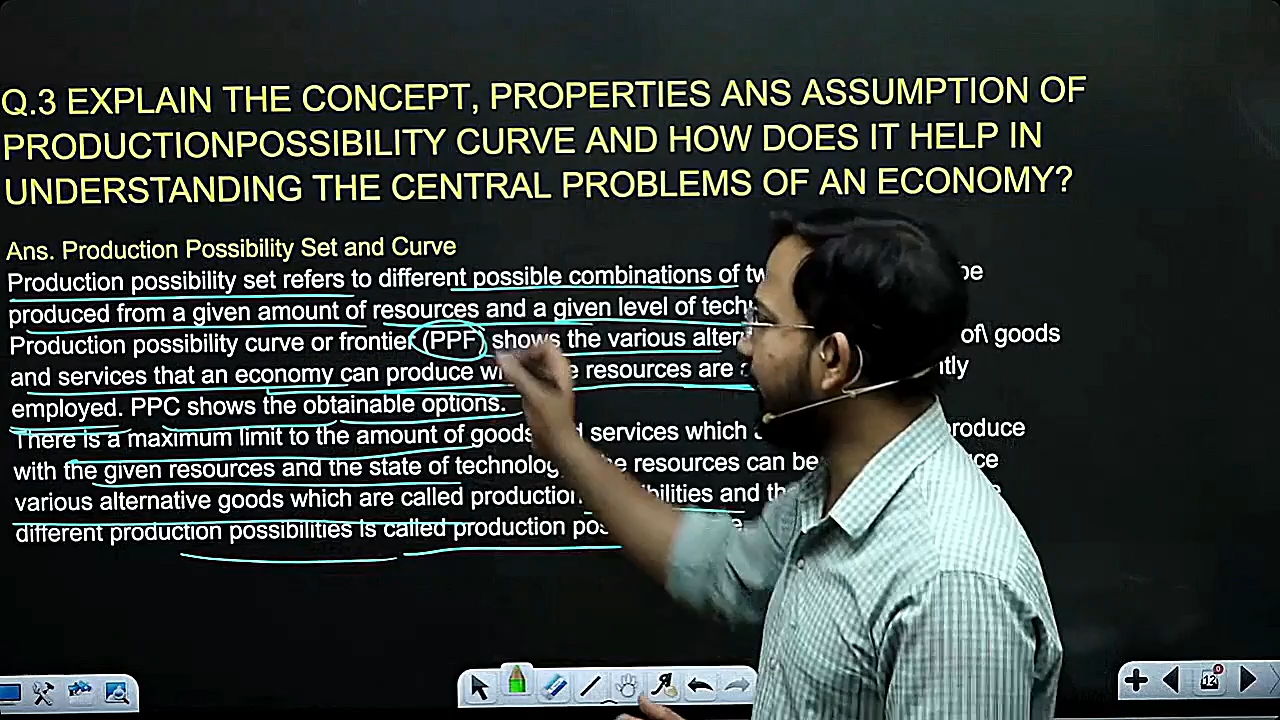 Q.3 EXPLAIN THE CONCEPT, PROPERTIES ANS ASSUMPTION OF
PRODUCTIONPOSSIBILITY CURVE AND HOW DOES IT HELP IN
UNDERSTANDING THE CENTRAL PROBLEMS OF AN ECONOMY?
Ans. Production Possibility Set and Curve
Production possibility set refers to different possible combinations of be
produced from a given amount of resources and a given level of
Production possibility curve or frontier (PPF) shows the various of\ goods
and services that an economy can produce resources are
employed. PPC shows the obtainable options.
There is a maximum limit to the amount of goods services which produce
with the given resources and the state of resources can be
various alternative goods which are called production and
different production possibilities is called production
12